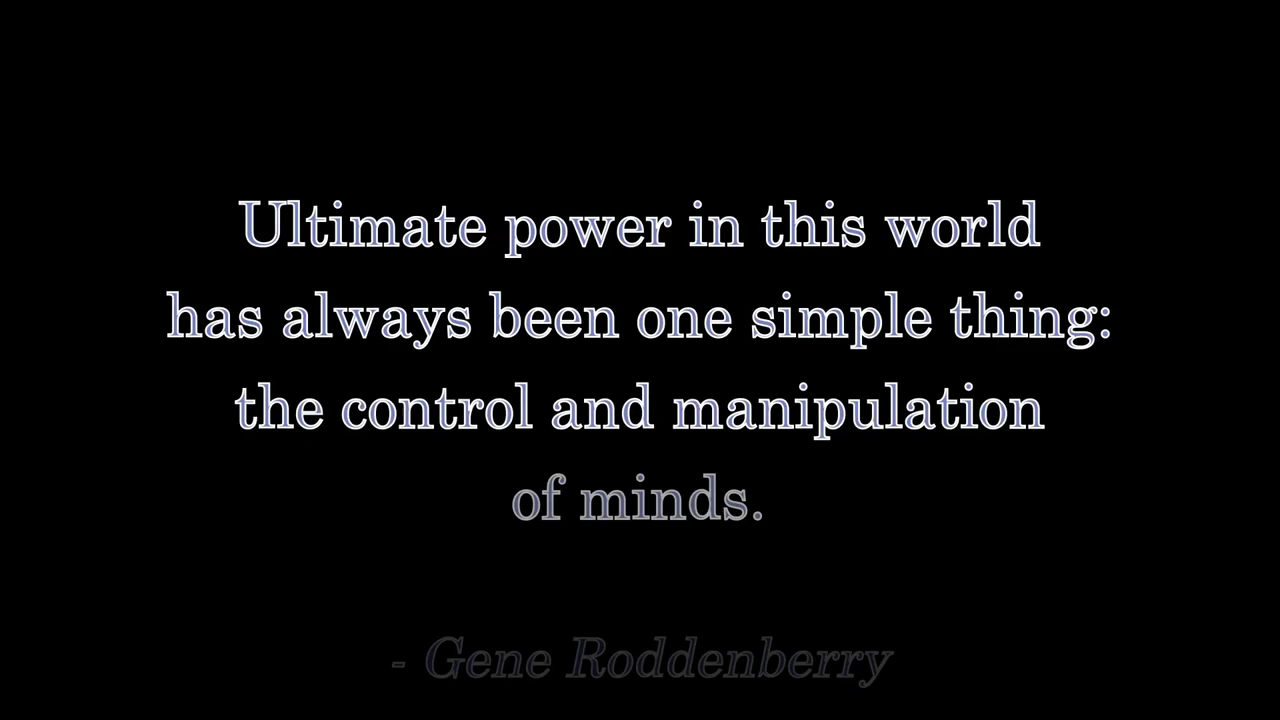 Ultimate power in this world
has always been one simple thing:
the control and manipulation
of minds.
- Gene Roddenberry